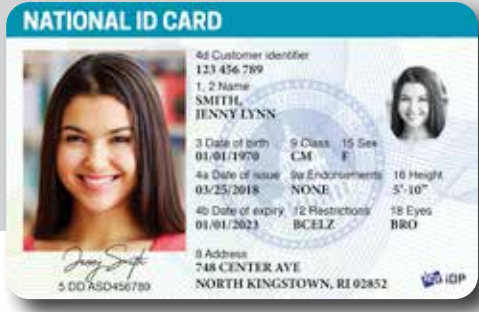 NATIONAL ID CARD
4d Customer identifier
123 456 789
1, 2 Name
SMITH,
JENNY LYNN
3 Date of birth 9 Class 15 Sex
01/01/1970 CM F
4a Date of issue 9a Endorsements 16 Height
03/25/2018 NONE 5'-10"
4b Date of expiry 12 Restrictions 18 Eyes
01/01/2023 BCELZ BRO
Jenny Smith
5 DD ASD456789
8 Address
748 CENTER AVE
NORTH KINGSTOWN, RI 02852
IDP